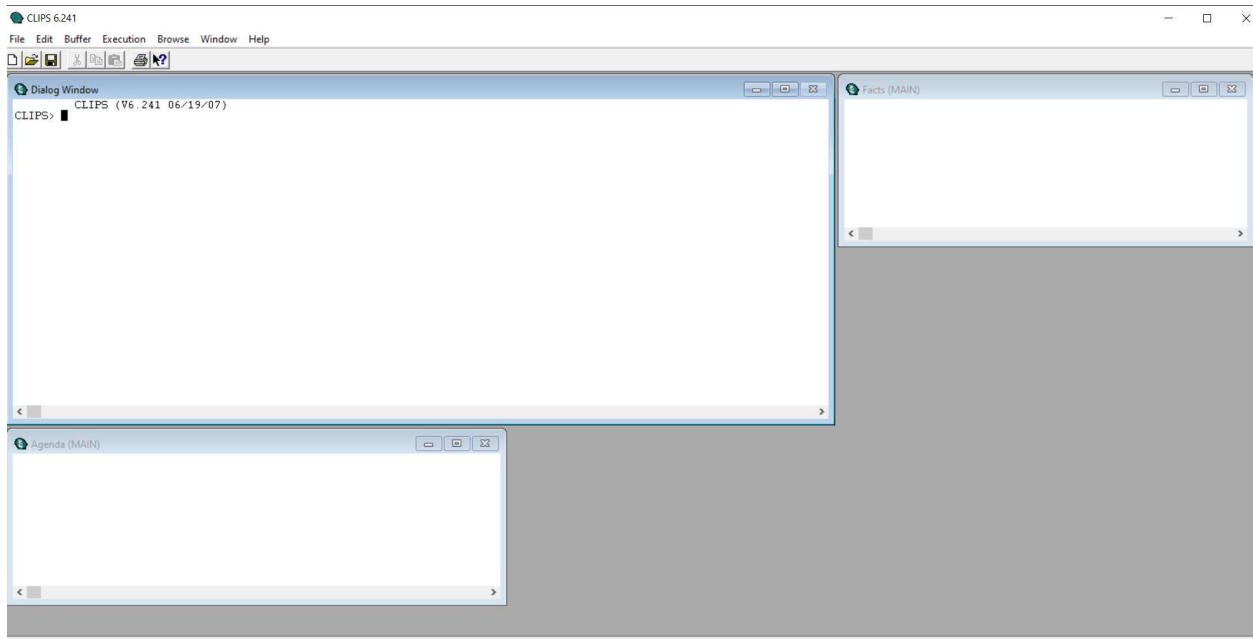 CLIPS 6.241
File Edit Buffer Execution Browse Window Help
Dialog Window
CLIPS (V6.241 06/19/07)
CLIPS>
Facts (MAIN)
Agenda (MAIN)